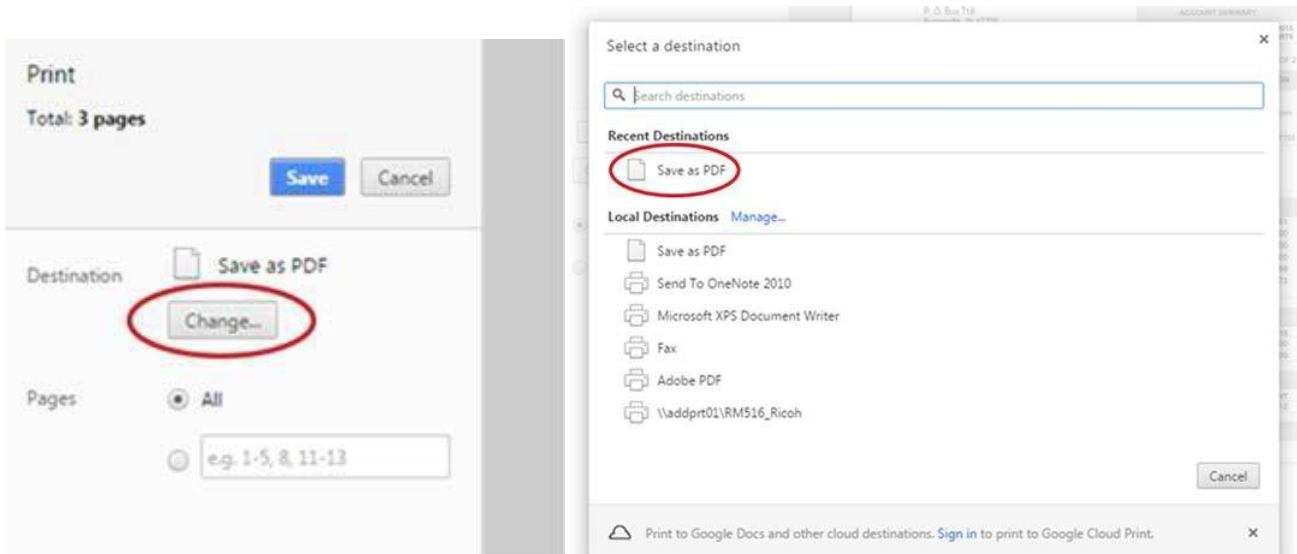 Print
Total: 3 pages
Save Cancel
Destination
Save as PDF
Change...
Pages
All
e.g. 1-5, 8, 11-13
P. O. Box 718
ACCOUNT SUMMARY
Select a destination
Search destinations
Recent Destinations
Save as PDF
Local Destinations Manage...
Save as PDF
Send To OneNote 2010
Microsoft XPS Document Writer
Fax
Adobe PDF
\\addprt01\RM516_Ricoh
Cancel
Print to Google Docs and other cloud destinations. Sign in to print to Google Cloud Print.